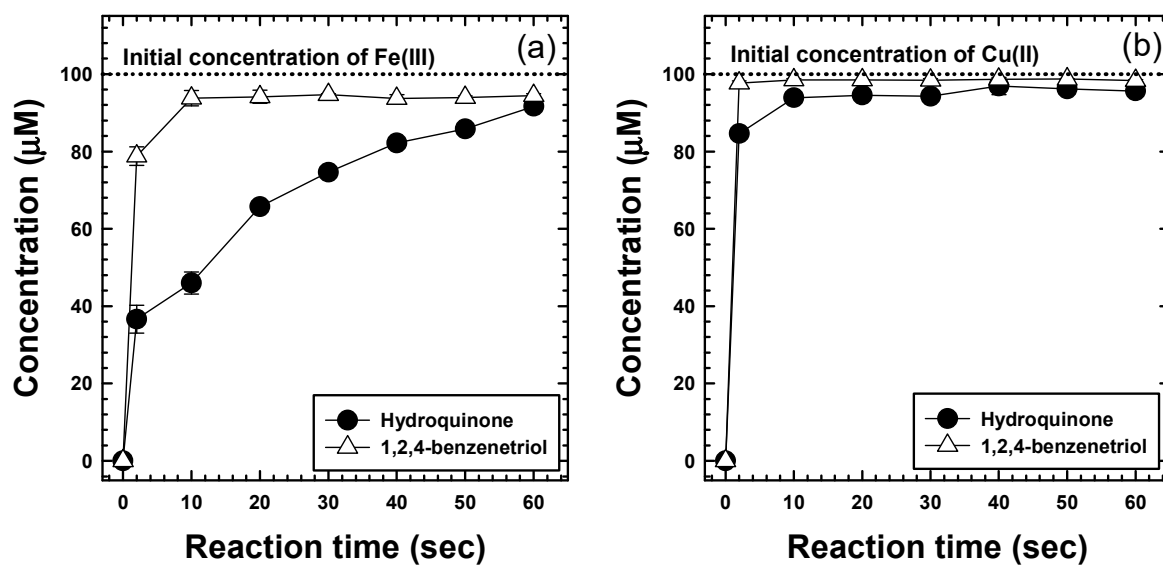 (a)
Initial concentration of Fe(III)
120
100
80
60
40
20
0
Concentration (μM)
Hydroquinone
1,2,4-benzenetriol
0 10 20 30 40 50 60
Reaction time (sec)
(b)
Initial concentration of Cu(II)
100
80
60
40
20
0
Concentration (μM)
Hydroquinone
1,2,4-benzenetriol
0 10 20 30 40 50 60
Reaction time (sec)